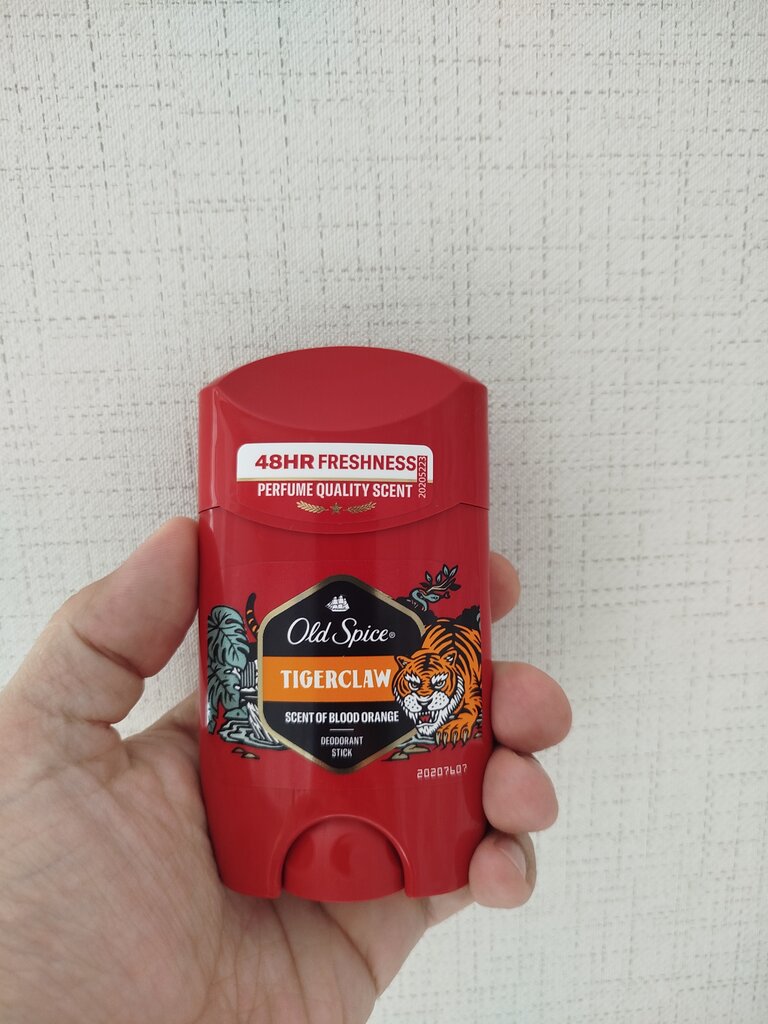 48HR FRESHNESS
20205223
PERFUME QUALITY SCENT
Old Spice®
TIGERCLAW
SCENT OF BLOOD ORANGE
DEODORANT
STICK
20207607